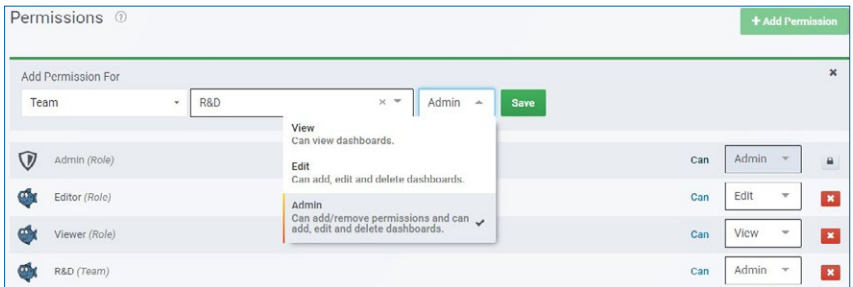 Permissions ?
+ Add Permission
Add Permission For
×
Team
R&D
×
Admin
Save
View
Can view dashboards.
Edit
Can add, edit and delete dashboards.
Admin
Can add/remove permissions and can
add, edit and delete dashboards.
Admin (Role)
Can
Admin
Editor (Role)
Can
Edit
×
Viewer (Role)
Can
View
×
R&D (Team)
Can
Admin
×